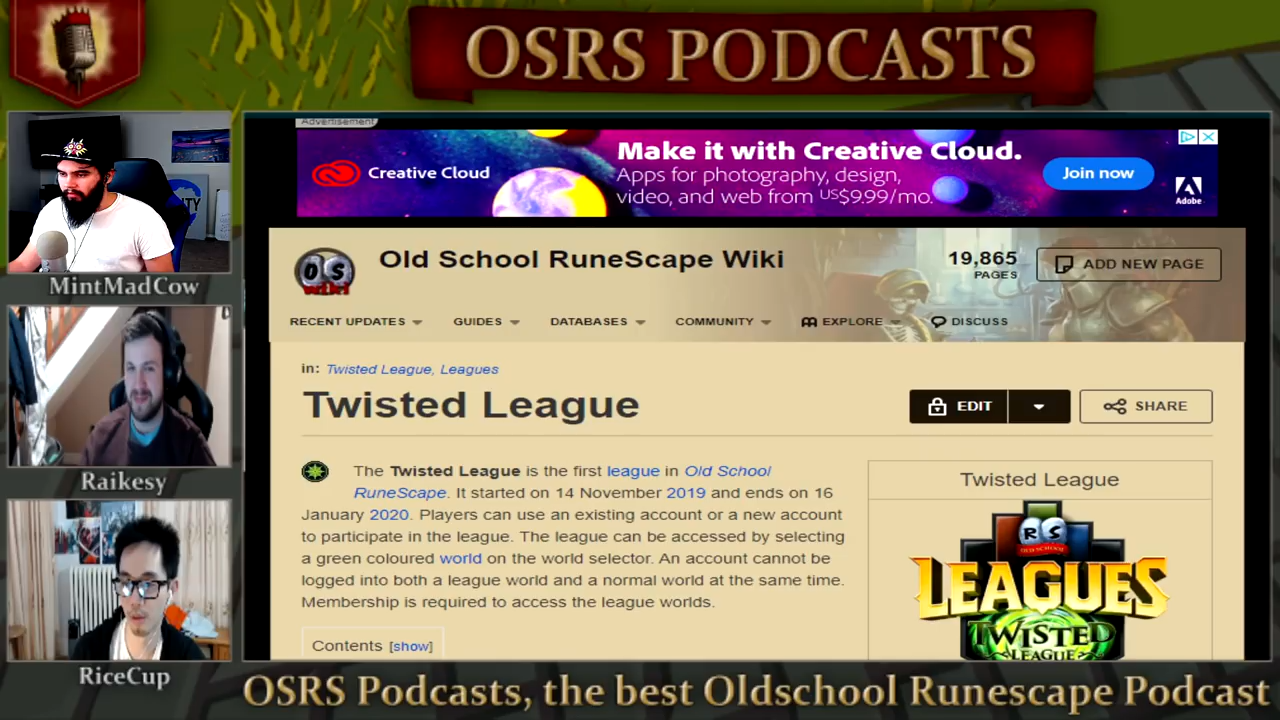 OSRS PODCASTS
Advertisement
Creative Cloud
Make it with Creative Cloud.
Apps for photography, design,
video, and web from US$9.99/mo.
Join now
Adobe
MintMadCow
OS
wiki
Old School RuneScape Wiki
19,865
PAGES
ADD NEW PAGE
RECENT UPDATES
GUIDES
DATABASES
COMMUNITY
EXPLORE
DISCUSS
in: Twisted League, Leagues
Twisted League
EDIT
SHARE
Raikesy
The Twisted League is the first league in Old School
RuneScape. It started on 14 November 2019 and ends on 16
January 2020. Players can use an existing account or a new account
to participate in the league. The league can be accessed by selecting
a green coloured world on the world selector. An account cannot be
logged into both a league world and a normal world at the same time.
Membership is required to access the league worlds.
Contents [show]
Twisted League
RS
OLD SCHOOL
LEAGUES
TWISTED
LEAGUE
RiceCup
OSRS Podcasts, the best Oldschool Runescape Podcast